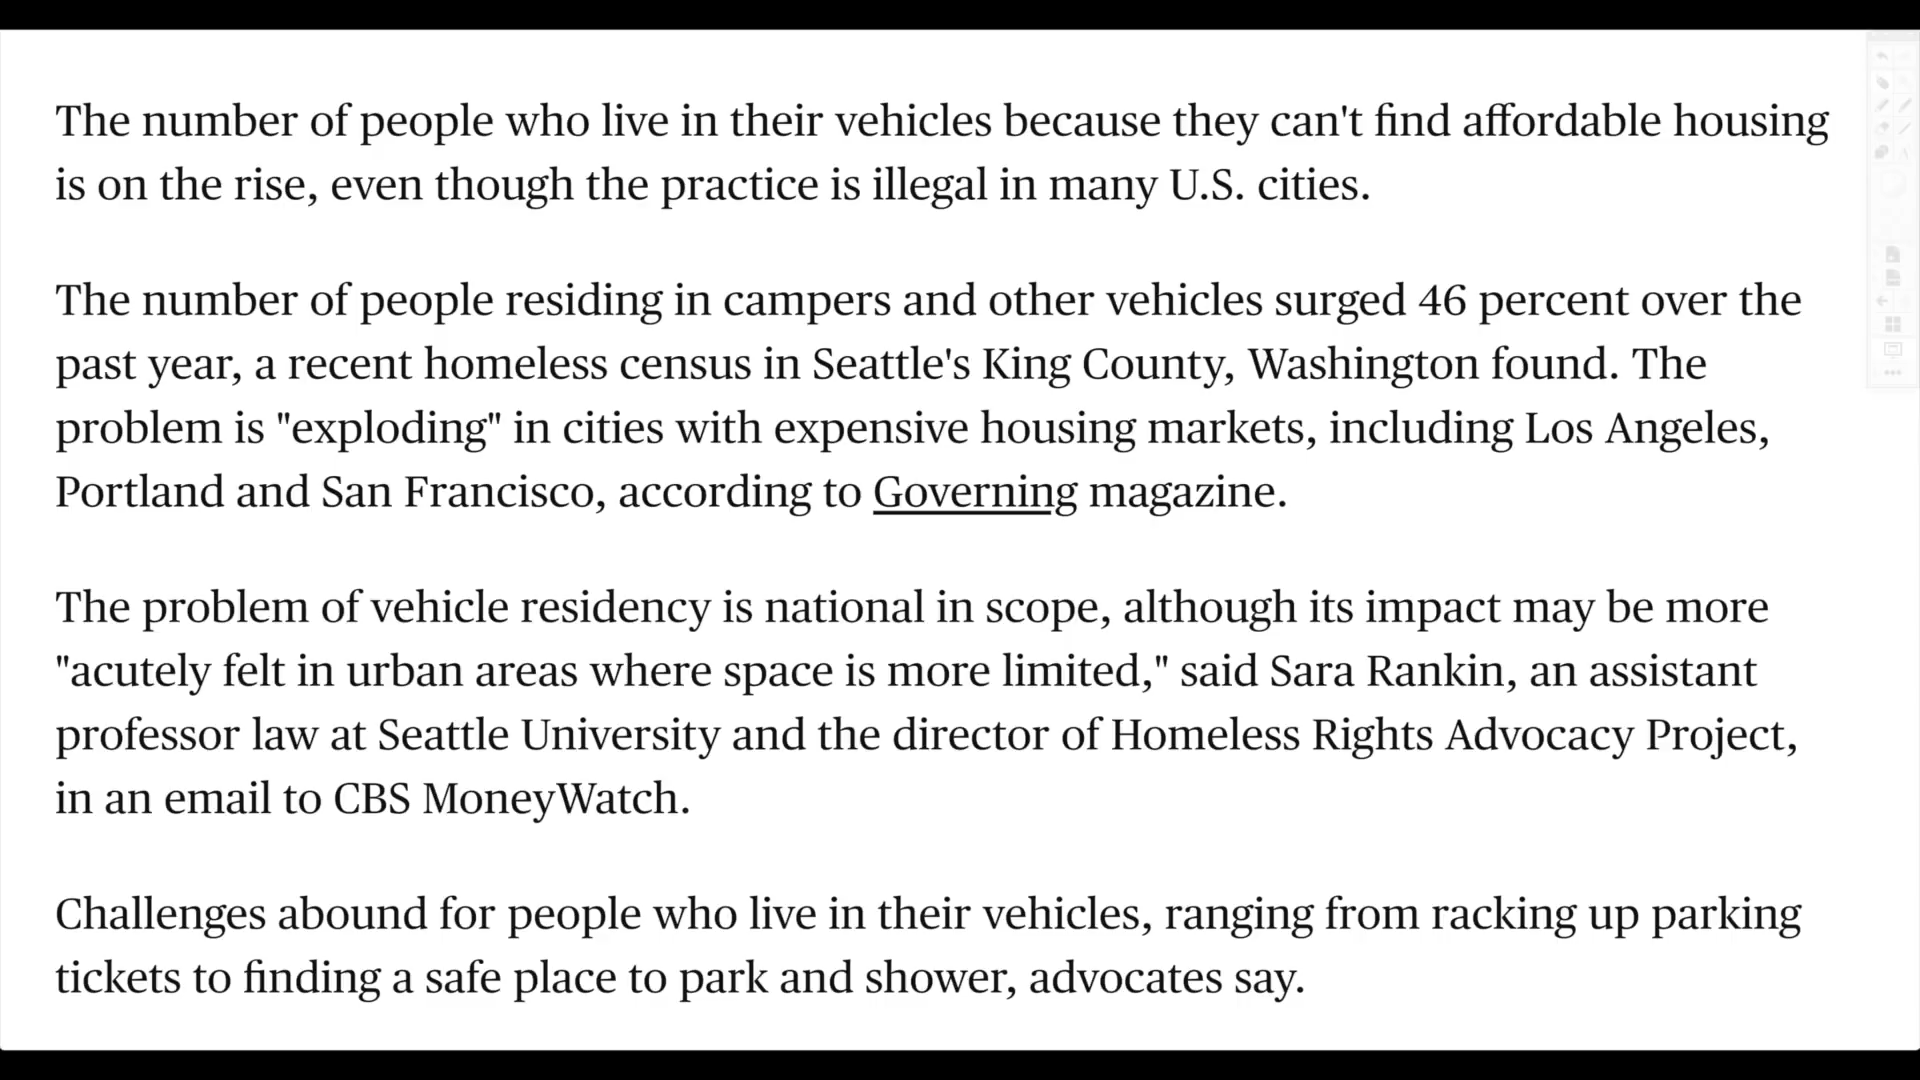 The number of people who live in their vehicles because they can't find affordable housing
is on the rise, even though the practice is illegal in many U.S. cities.
The number of people residing in campers and other vehicles surged 46 percent over the
past year, a recent homeless census in Seattle's King County, Washington found. The
problem is "exploding" in cities with expensive housing markets, including Los Angeles,
Portland and San Francisco, according to Governing magazine.
The problem of vehicle residency is national in scope, although its impact may be more
"acutely felt in urban areas where space is more limited," said Sara Rankin, an assistant
professor law at Seattle University and the director of Homeless Rights Advocacy Project,
in an email to CBS MoneyWatch.
Challenges abound for people who live in their vehicles, ranging from racking up parking
tickets to finding a safe place to park and shower, advocates say.